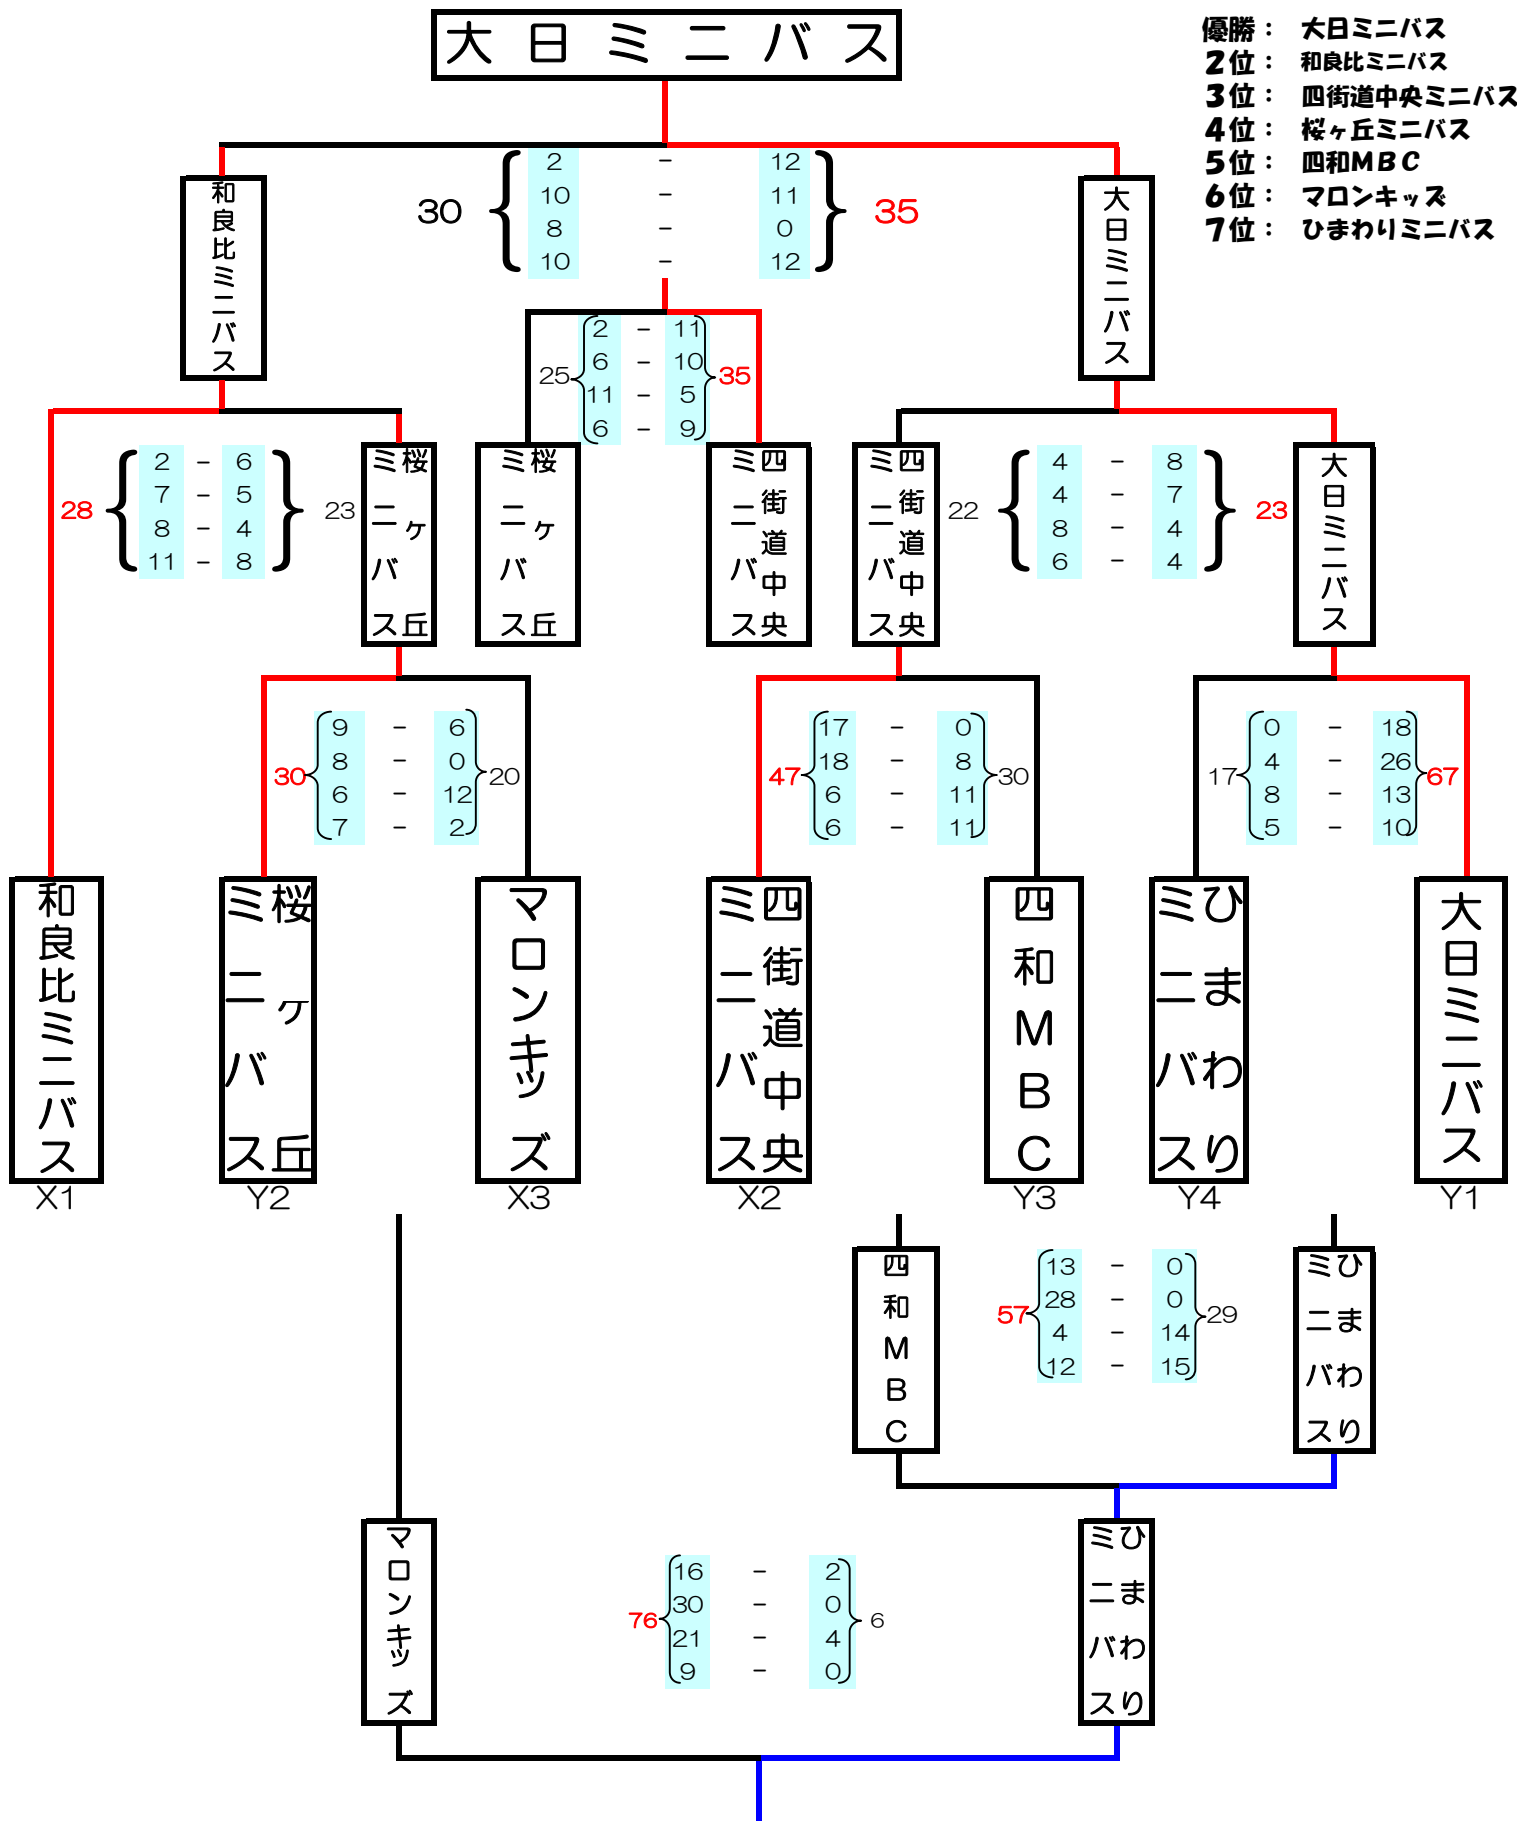 大日ミニバス
優勝： 大日ミニバス
2位： 和良比ミニバス
3位： 四街道中央ミニバス
4位： 桜ヶ丘ミニバス
5位： 四和MBC
6位： マロンキッズ
7位： ひまわりミニバス
和良比ミニバス
30
2 - 12
10 - 11
8 - 0
10 - 12
35
大日ミニバス
25
2 - 11
6 - 10
11 - 5
6 - 9
35
28
2 - 6
7 - 5
8 - 4
11 - 8
23
桜ヶ丘
ミニバス
桜ヶ丘
ミニバス
四街道中央
ミニバス
四街道中央
ミニバス
22
4 - 8
4 - 7
8 - 4
6 - 4
23
大日ミニバス
30
9 - 6
8 - 0
6 - 12
7 - 2
20
47
17 - 0
18 - 8
6 - 11
6 - 11
30
17
0 - 18
4 - 26
8 - 13
5 - 10
67
和良比ミニバス
X1
桜ヶ丘
ミニバス
Y2
マロンキッズ
X3
四街道中央
ミニバス
X2
四和MBC
Y3
ひまわり
ミニバス
Y4
大日ミニバス
Y1
四和MBC
57
13 - 0
28 - 0
4 - 14
12 - 15
29
ひまわり
ミニバス
マロンキッズ
76
16 - 2
30 - 0
21 - 4
9 - 0
6
ひまわり
ミニバス